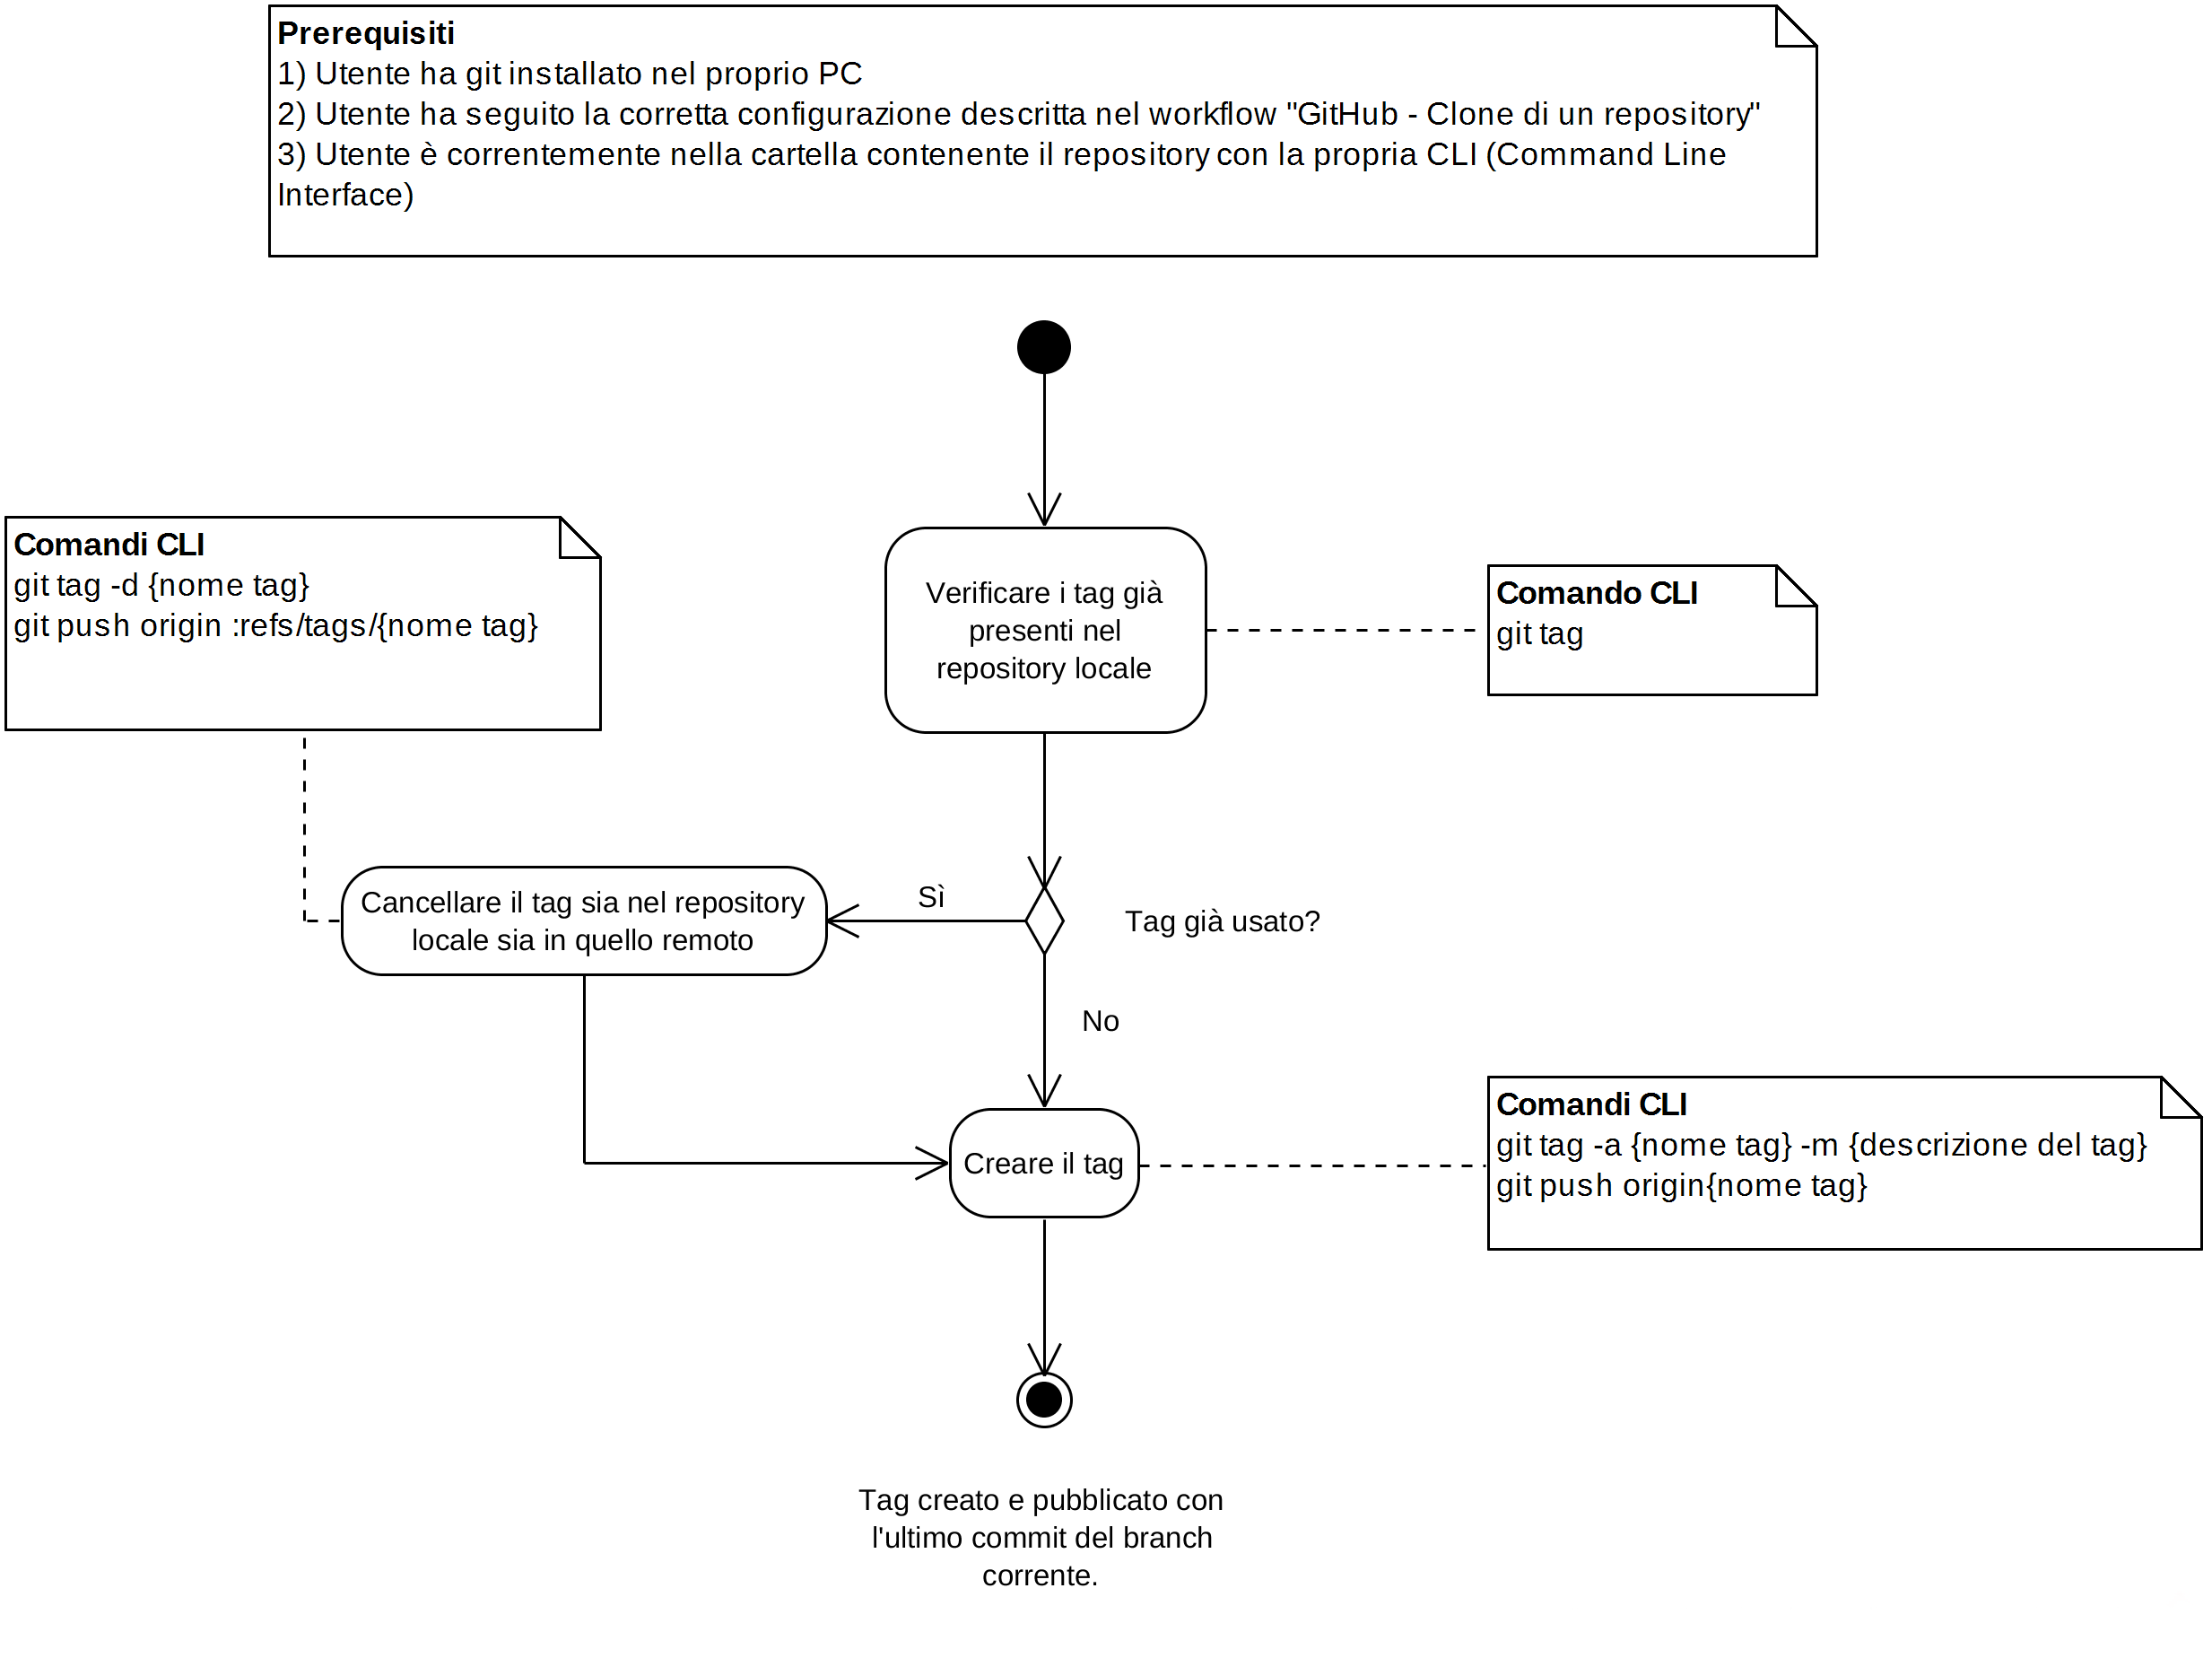 Prerequisiti
1) Utente ha git installato nel proprio PC
2) Utente ha seguito la corretta configurazione descritta nel workflow "GitHub - Clone di un repository"
3) Utente è correntemente nella cartella contenente il repository con la propria CLI (Command Line
Interface)
Comandi CLI
git tag -d {nome tag}
git push origin :refs/tags/{nome tag}
Verificare i tag già
presenti nel
repository locale
Comando CLI
git tag
Cancellare il tag sia nel repository
locale sia in quello remoto
Sì
Tag già usato?
No
Creare il tag
Comandi CLI
git tag -a {nome tag} -m {descrizione del tag}
git push origin{nome tag}
Tag creato e pubblicato con
l'ultimo commit del branch
corrente.